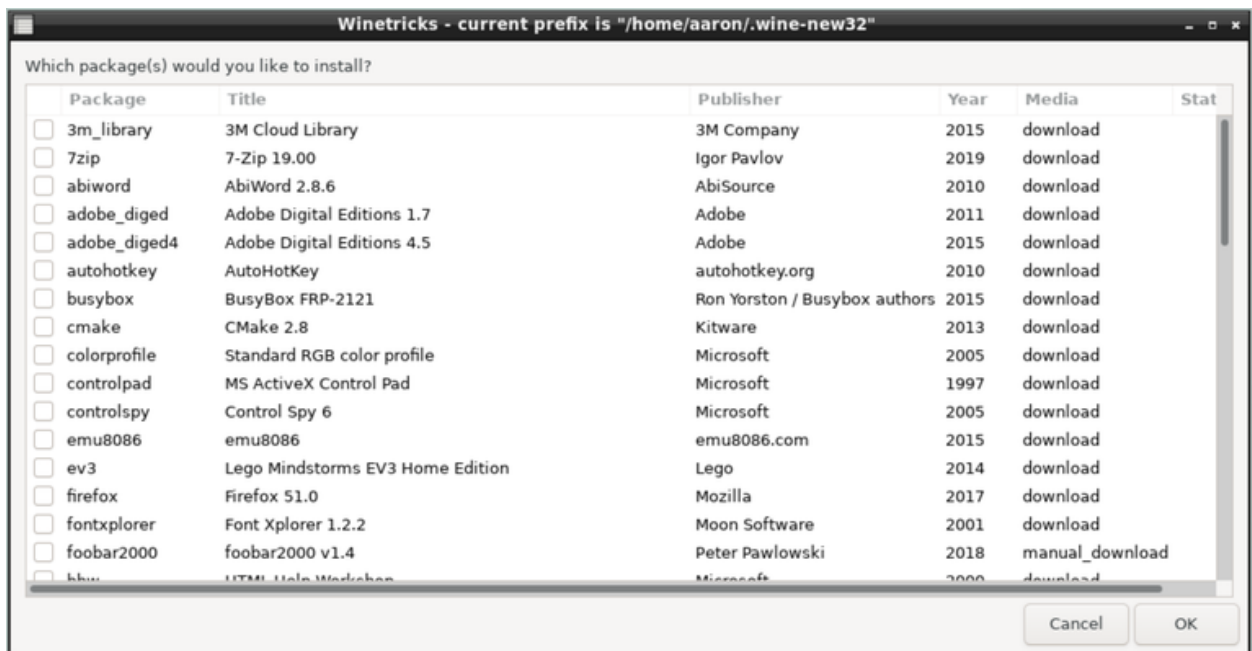 Winetricks - current prefix is "/home/aaron/.wine-new32"
Which package(s) would you like to install?
Package Title Publisher Year Media Stat
3m_library 3M Cloud Library 3M Company 2015 download
7zip 7-Zip 19.00 Igor Pavlov 2019 download
abiword AbiWord 2.8.6 AbiSource 2010 download
adobe_diged Adobe Digital Editions 1.7 Adobe 2011 download
adobe_diged4 Adobe Digital Editions 4.5 Adobe 2015 download
autohotkey AutoHotKey autohotkey.org 2010 download
busybox BusyBox FRP-2121 Ron Yorston / Busybox authors 2015 download
cmake CMake 2.8 Kitware 2013 download
colorprofile Standard RGB color profile Microsoft 2005 download
controlpad MS ActiveX Control Pad Microsoft 1997 download
controlspy Control Spy 6 Microsoft 2005 download
emu8086 emu8086 emu8086.com 2015 download
ev3 Lego Mindstorms EV3 Home Edition Lego 2014 download
firefox Firefox 51.0 Mozilla 2017 download
fontxplorer Font Xplorer 1.2.2 Moon Software 2001 download
foobar2000 foobar2000 v1.4 Peter Pawlowski 2018 manual_download
hhw HTML Help Workshop Microsoft 2000 download
Cancel OK